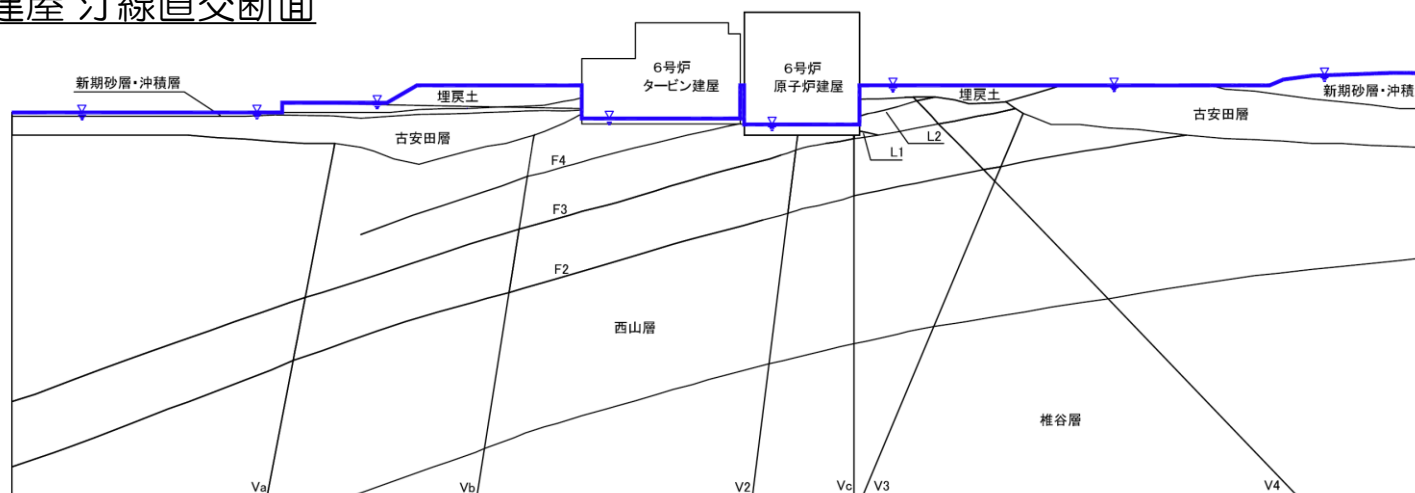 建屋 汀線直交断面
6号炉
タービン建屋
6号炉
原子炉建屋
新期砂層・沖積層
埋戻土
埋戻土
新期砂層・沖積
古安田層
古安田層
L2
L1
F4
F3
F2
西山層
椎谷層
Va
Vb
V2
Vc
V3
V4